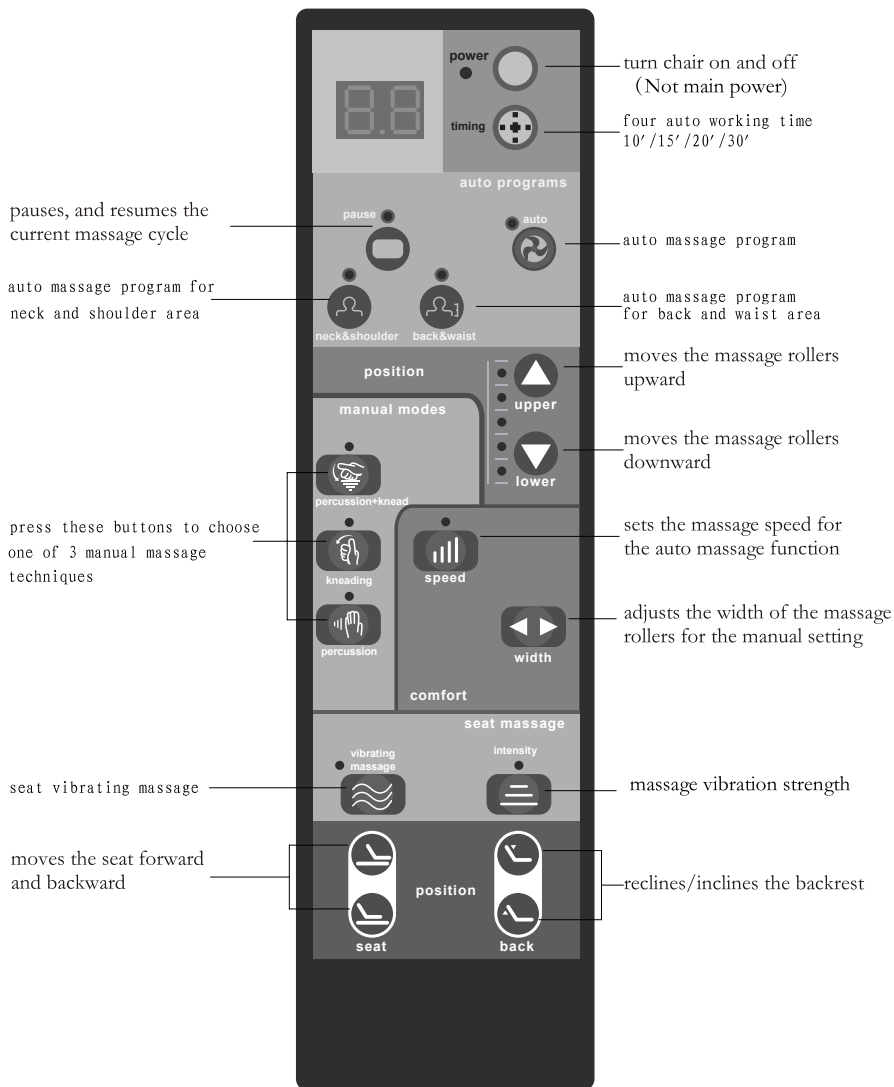 power
turn chair on and off
（Not main power)
8.8
timing
four auto working time
10′/15′/20′/30′
auto programs
pauses, and resumes the
current massage cycle
pause
auto
auto massage program
auto massage program for
neck and shoulder area
neck&shoulder
back&waist
auto massage program
for back and waist area
position
moves the massage rollers
upward
upper
manual modes
moves the massage rollers
downward
lower
percussion+knead
press these buttons to choose
one of 3 manual massage
techniques
kneading
percussion
speed
sets the massage speed for
the auto massage function
adjusts the width of the massage
rollers for the manual setting
width
comfort
seat massage
vibrating
massage
intensity
seat vibrating massage
massage vibration strength
moves the seat forward
and backward
position
reclines/inclines the backrest
seat
back